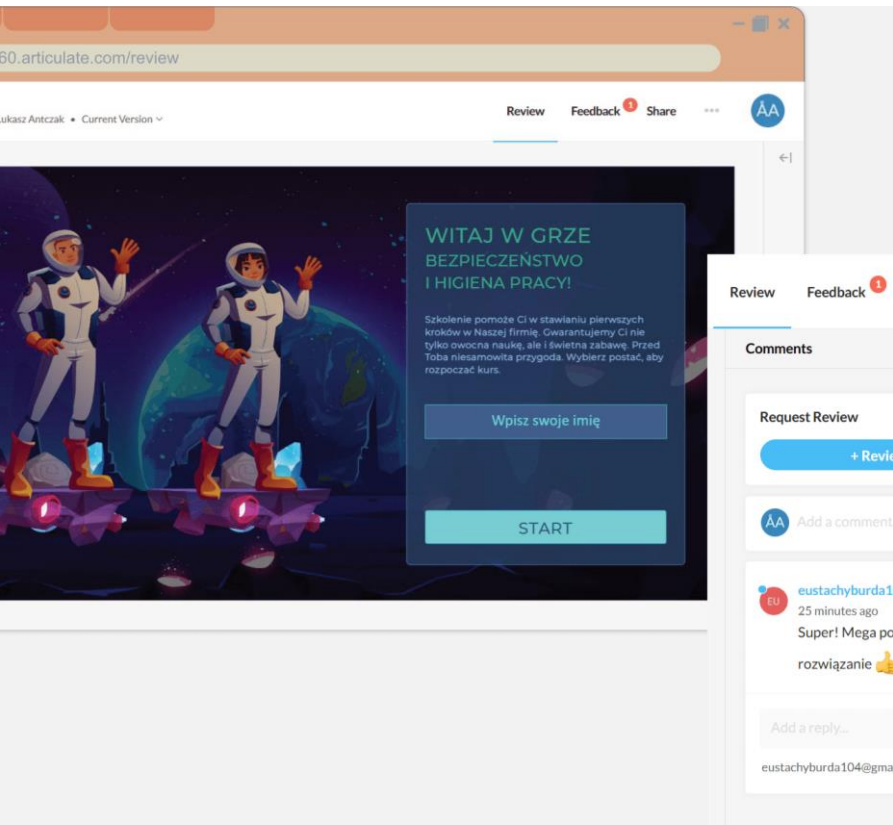 60.articulate.com/review
ukasz Antczak • Current Version
Review Feedback 1 Share ...
ÅA
WITAJ W GRZE
BEZPIECZEŃSTWO
I HIGIENA PRACY!
Szkolenie pomoże Ci w stawianiu pierwszych
kroków w Naszej firmię. Gwarantujemy Ci nie
tylko owocna naukę, ale i świetna zabawę. Przed
Toba niesamowita przygoda. Wybierz postać, aby
rozpoczać kurs.
Wpisz swoje imię
START
Review Feedback 1
Comments
Request Review
+ Revie
ÅA Add a comment
EU eustachyburda1
25 minutes ago
Super! Mega po
rozwiązanie 👍
Add a reply...
eustachyburda104@gma